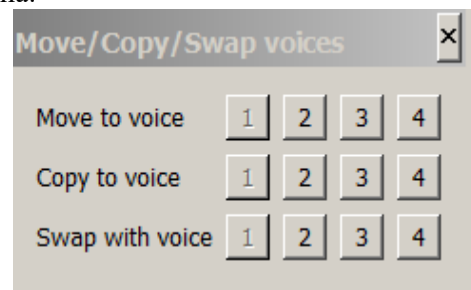 Move/Copy/Swap voices ×
Move to voice 1 2 3 4
Copy to voice 1 2 3 4
Swap with voice 1 2 3 4